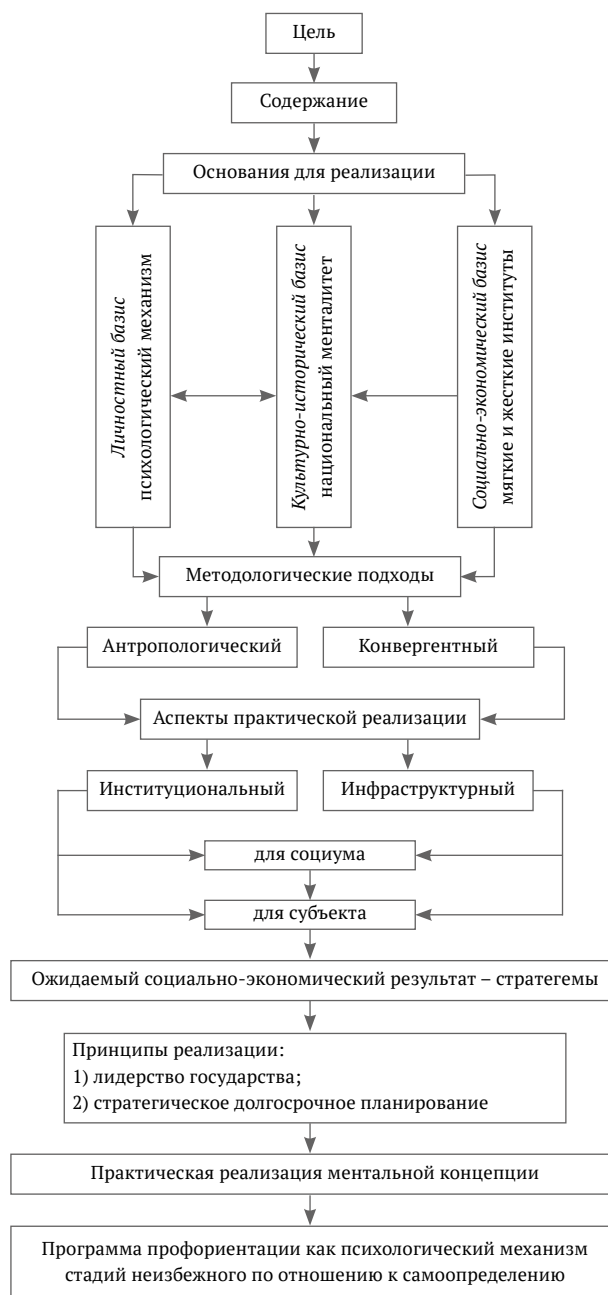 Цель
Содержание
Основания для реализации
Личностный базис
психологический механизм
Культурно-исторический базис
национальный менталитет
Социально-экономический базис
мягкие и жесткие институты
Методологические подходы
Антропологический
Конвергентный
Аспекты практической реализации
Институциональный
Инфраструктурный
для социума
для субъекта
Ожидаемый социально-экономический результат – стратегемы
Принципы реализации:
1) лидерство государства;
2) стратегическое долгосрочное планирование
Практическая реализация ментальной концепции
Программа профориентации как психологический механизм
стадий неизбежного по отношению к самоопределению